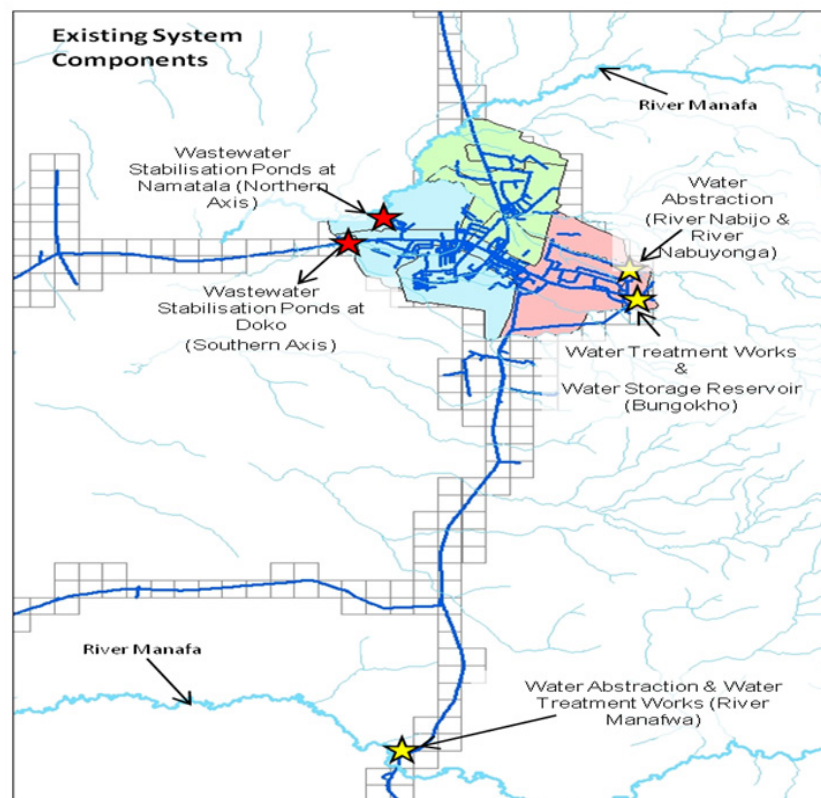 Existing System
Components
River Manafa
Wastewater
Stabilisation Ponds at
Namatala (Northern
Axis)
Water
Abstraction
(River Nabijo &
River
Nabuyonga)
Wastewater
Stabilisation Ponds at
Doko
(Southern Axis)
Water Treatment Works
&
Water Storage Reservoir
(Bungokho)
River Manafa
Water Abstraction & Water
Treatment Works (River
Manafwa)